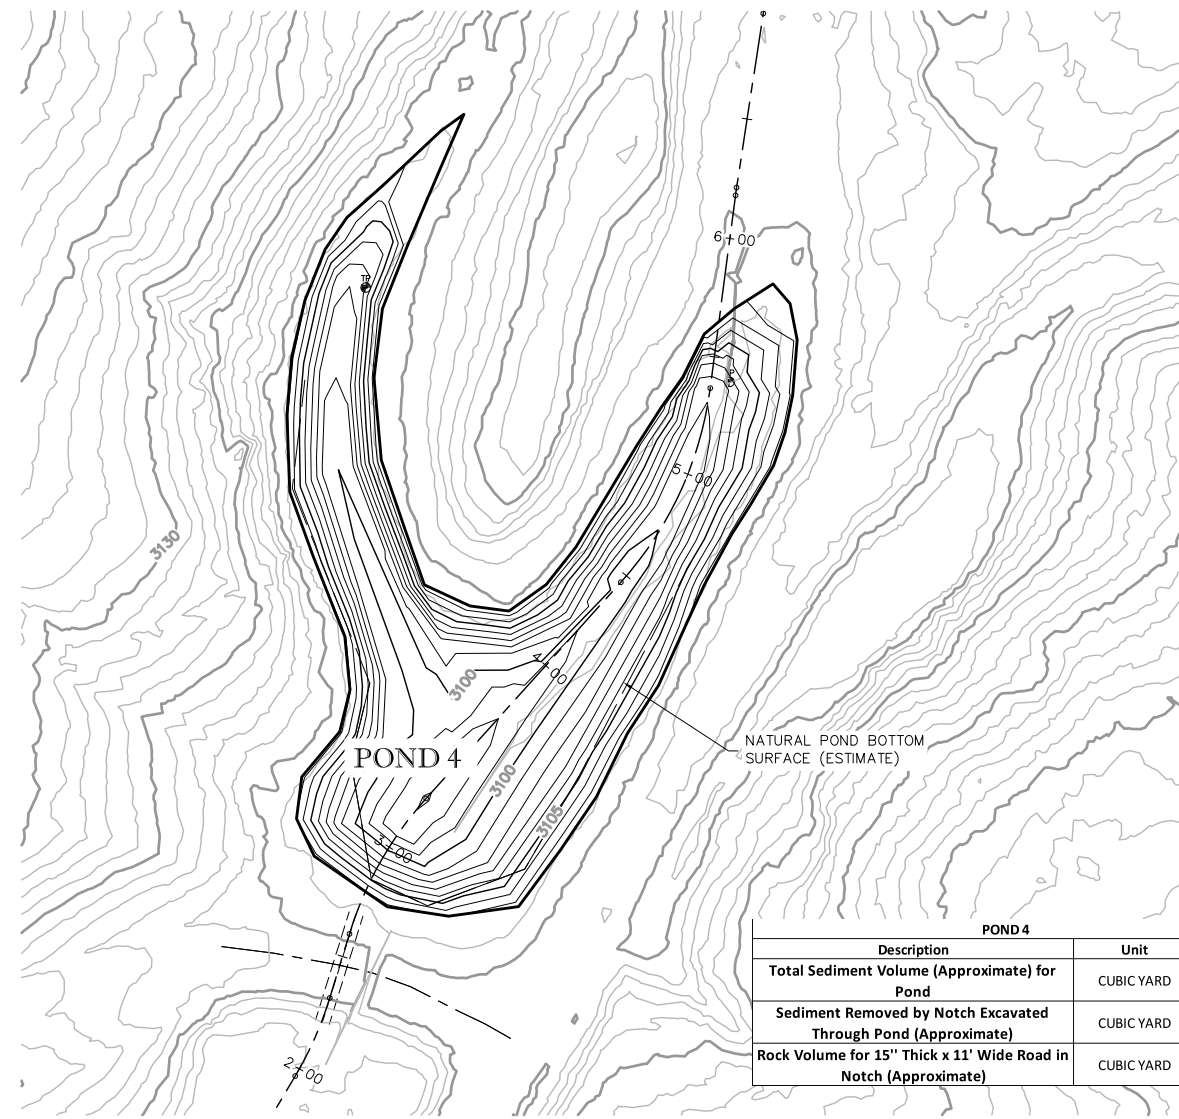 6+00
TP
P
5+00
3130
4+00
3100
NATURAL POND BOTTOM
SURFACE (ESTIMATE)
POND 4
3100
3105
3+00
2+00
POND 4
Description Unit
Total Sediment Volume (Approximate) for
Pond
CUBIC YARD
Sediment Removed by Notch Excavated
Through Pond (Approximate)
CUBIC YARD
Rock Volume for 15" Thick x 11' Wide Road in
Notch (Approximate)
CUBIC YARD